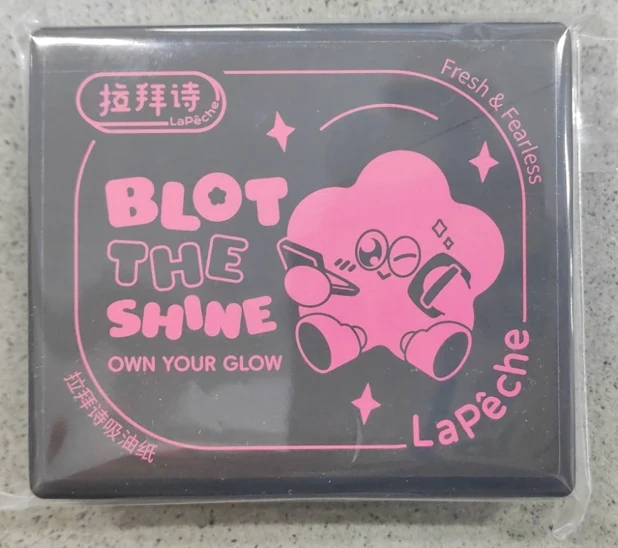 拉拜诗
LaPêche
Fresh & Fearless
BLOT
THE
SHINE
OWN YOUR GLOW
拉拜诗吸油纸
LaPêche